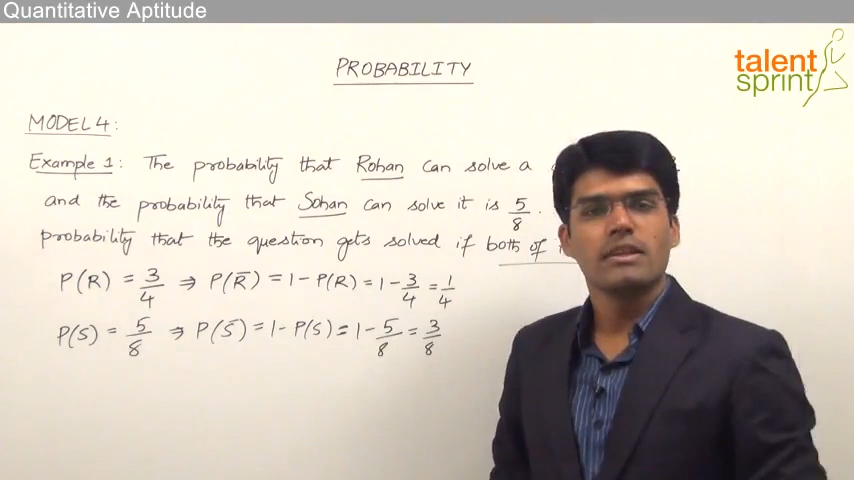 Quantitative Aptitude
talent
sprint
PROBABILITY
MODEL 4:
Example 1: The probability that Rohan can solve a
and the probability that Sohan can solve it is 5/8.
probability that the question gets solved if both of
P(R) = 3/4 ⇒ P(R̅) = 1 - P(R) = 1 - 3/4 = 1/4
P(S) = 5/8 ⇒ P(S̅) = 1 - P(S) = 1 - 5/8 = 3/8